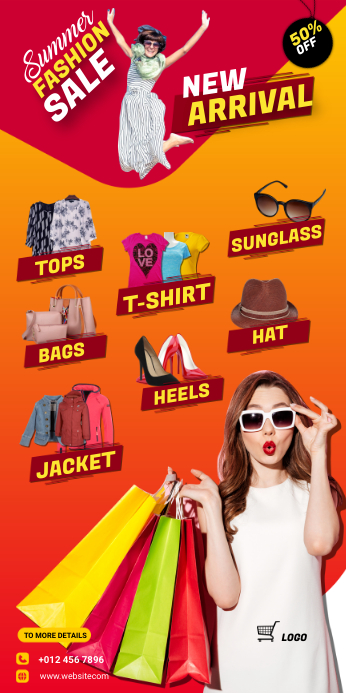 Summer
FASHION
SALE
50%
OFF
NEW
ARRIVAL
SUNGLASS
TOPS
LOVE
T-SHIRT
BAGS
HAT
HEELS
JACKET
TO MORE DETAILS
+012 456 7896
www.websitecom
LOGO